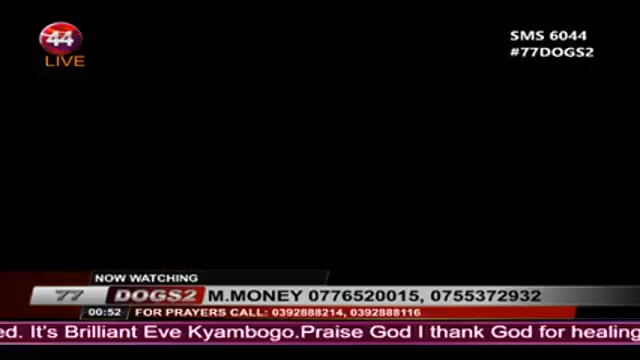 44
LIVE
SMS 6044
#77DOGS2
NOW WATCHING
77 DOGS2 M.MONEY 0776520015, 0755372932
00:52 FOR PRAYERS CALL: 0392888214, 0392888116
ed. It's Brilliant Eve Kyambogo.Praise God I thank God for healing